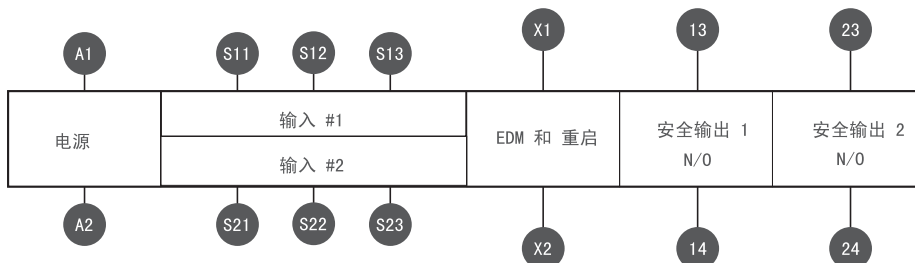 X1 13 23
A1 S11 S12 S13
电源
输入 #1
输入 #2
EDM 和 重启
安全输出 1
N/O
安全输出 2
N/O
A2 S21 S22 S23
X2 14 24